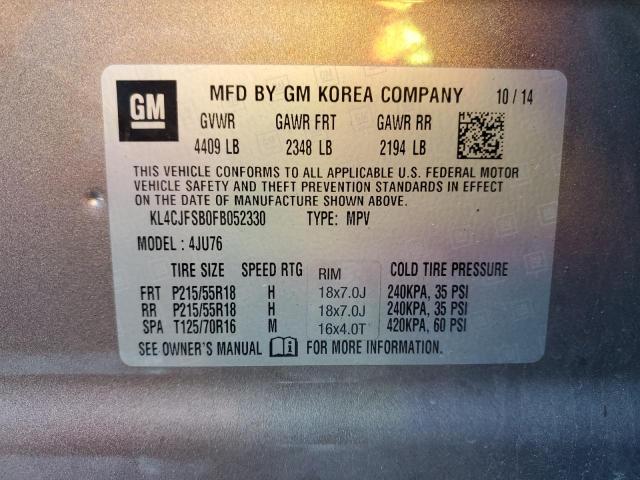 GM MFD BY GM KOREA COMPANY 10 / 14
GVWR GAWR FRT GAWR RR
4409 LB 2348 LB 2194 LB
THIS VEHICLE CONFORMS TO ALL APPLICABLE U.S. FEDERAL MOTOR
VEHICLE SAFETY AND THEFT PREVENTION STANDARDS IN EFFECT
ON THE DATE OF MANUFACTURE SHOWN ABOVE.
KL4CJFSB0FB052330 TYPE: MPV
MODEL : 4JU76
TIRE SIZE SPEED RTG RIM COLD TIRE PRESSURE
FRT P215/55R18 H 18x7.0J 240KPA, 35 PSI
RR P215/55R18 H 18x7.0J 240KPA, 35 PSI
SPA T125/70R16 M 16x4.0T 420KPA, 60 PSI
SEE OWNER'S MANUAL FOR MORE INFORMATION.